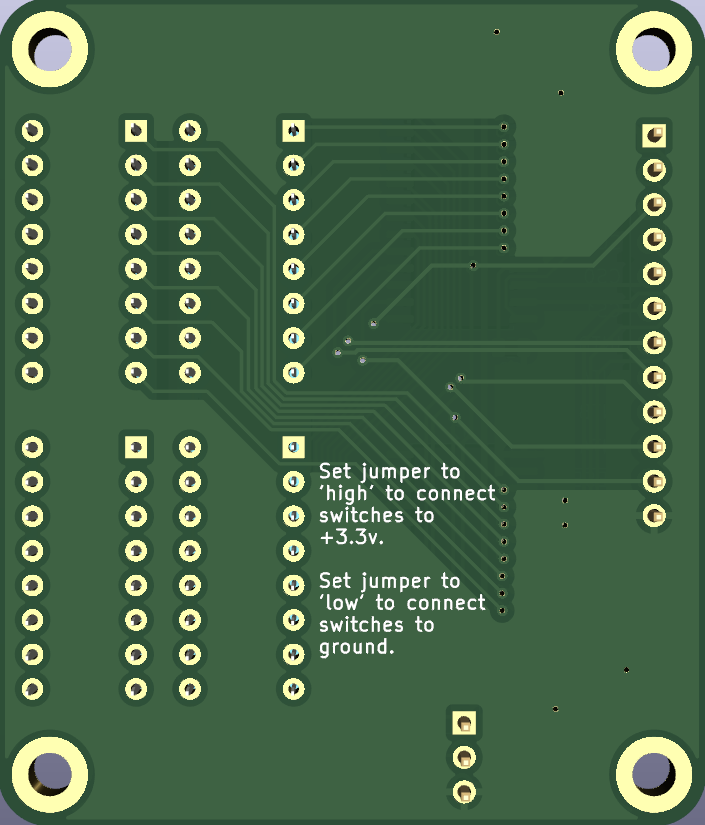 Set jumper to
'high' to connect
switches to
+3.3v.
Set jumper to
'low' to connect
switches to
ground.